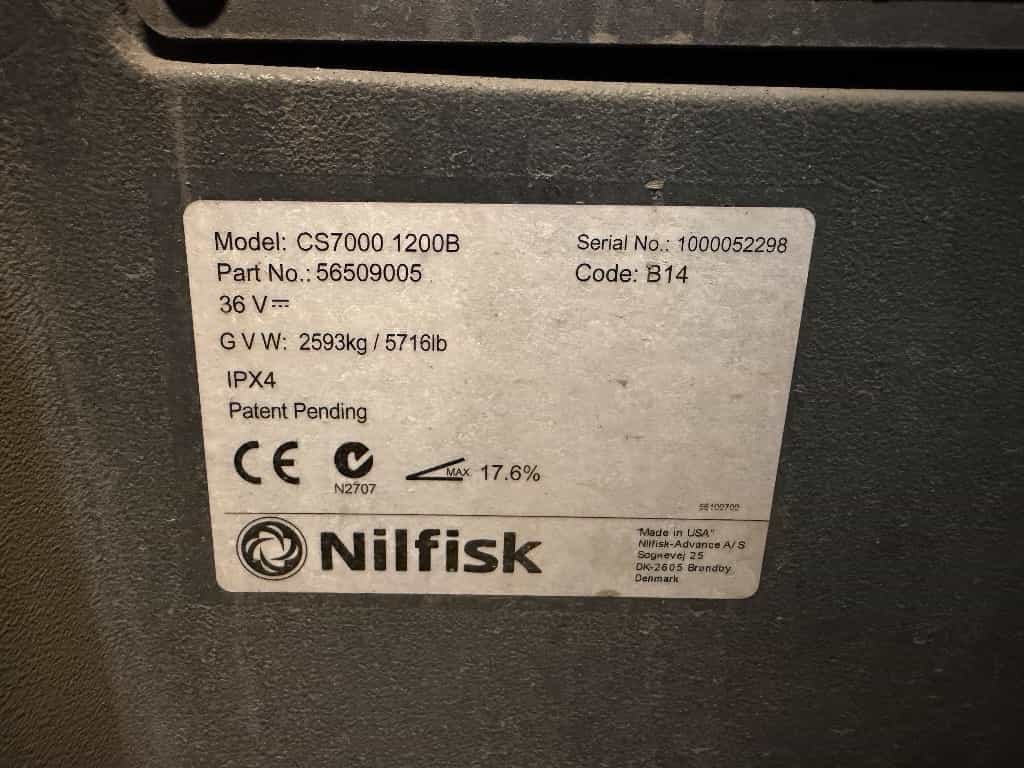 Model: CS7000 1200B
Serial No.: 1000052298
Part No.: 56509005
Code: B14
36 V⎓
G V W: 2593kg / 5716lb
IPX4
Patent Pending
CE
N2707
MAX. 17.6%
56100700
Nilfisk
"Made in USA"
Nilfisk-Advance A/S
Sognevej 25
DK-2605 Brøndby
Denmark